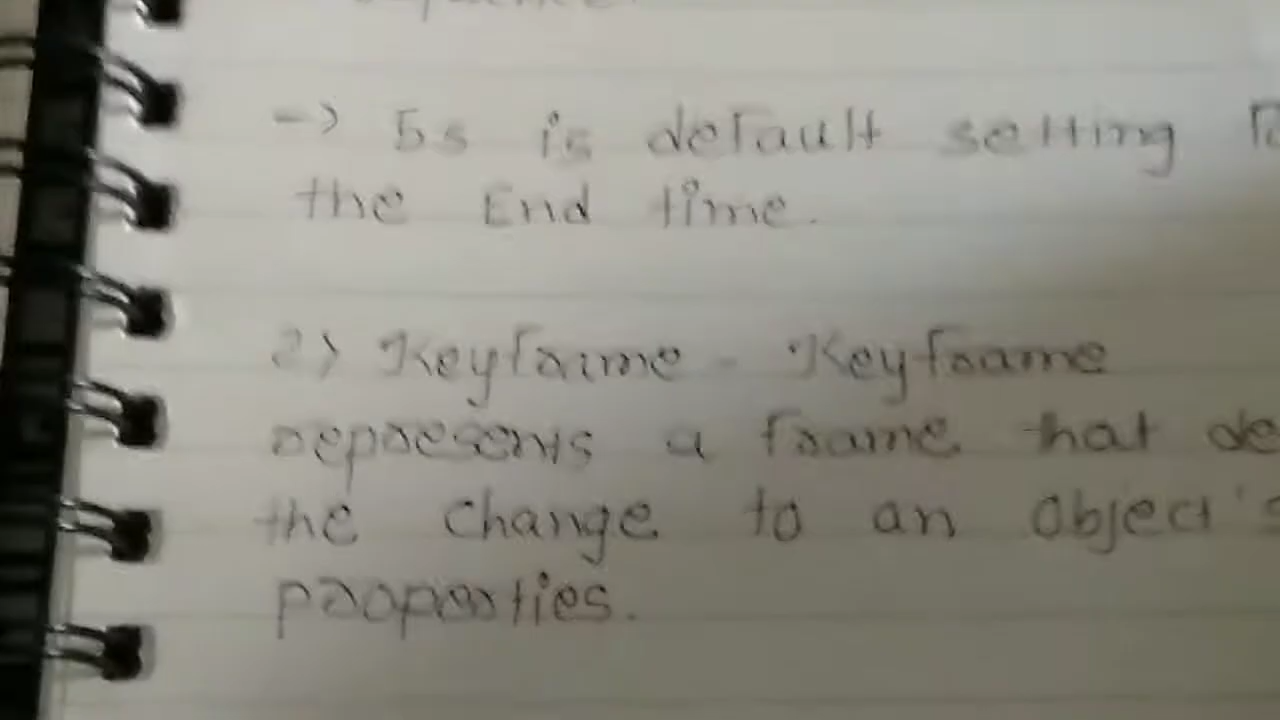 -> 5s is default setting
the End time.
2) Keyframe - Keyframe
represents a frame that
the change to an object's
properties.